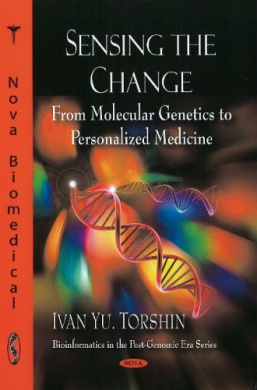 Nova Biomedical
SENSING THE
CHANGE
From Molecular Genetics to
Personalized Medicine
IVAN YU. TORSHIN
Bioinformatics in the Post-Genomic Era Series
NOVA